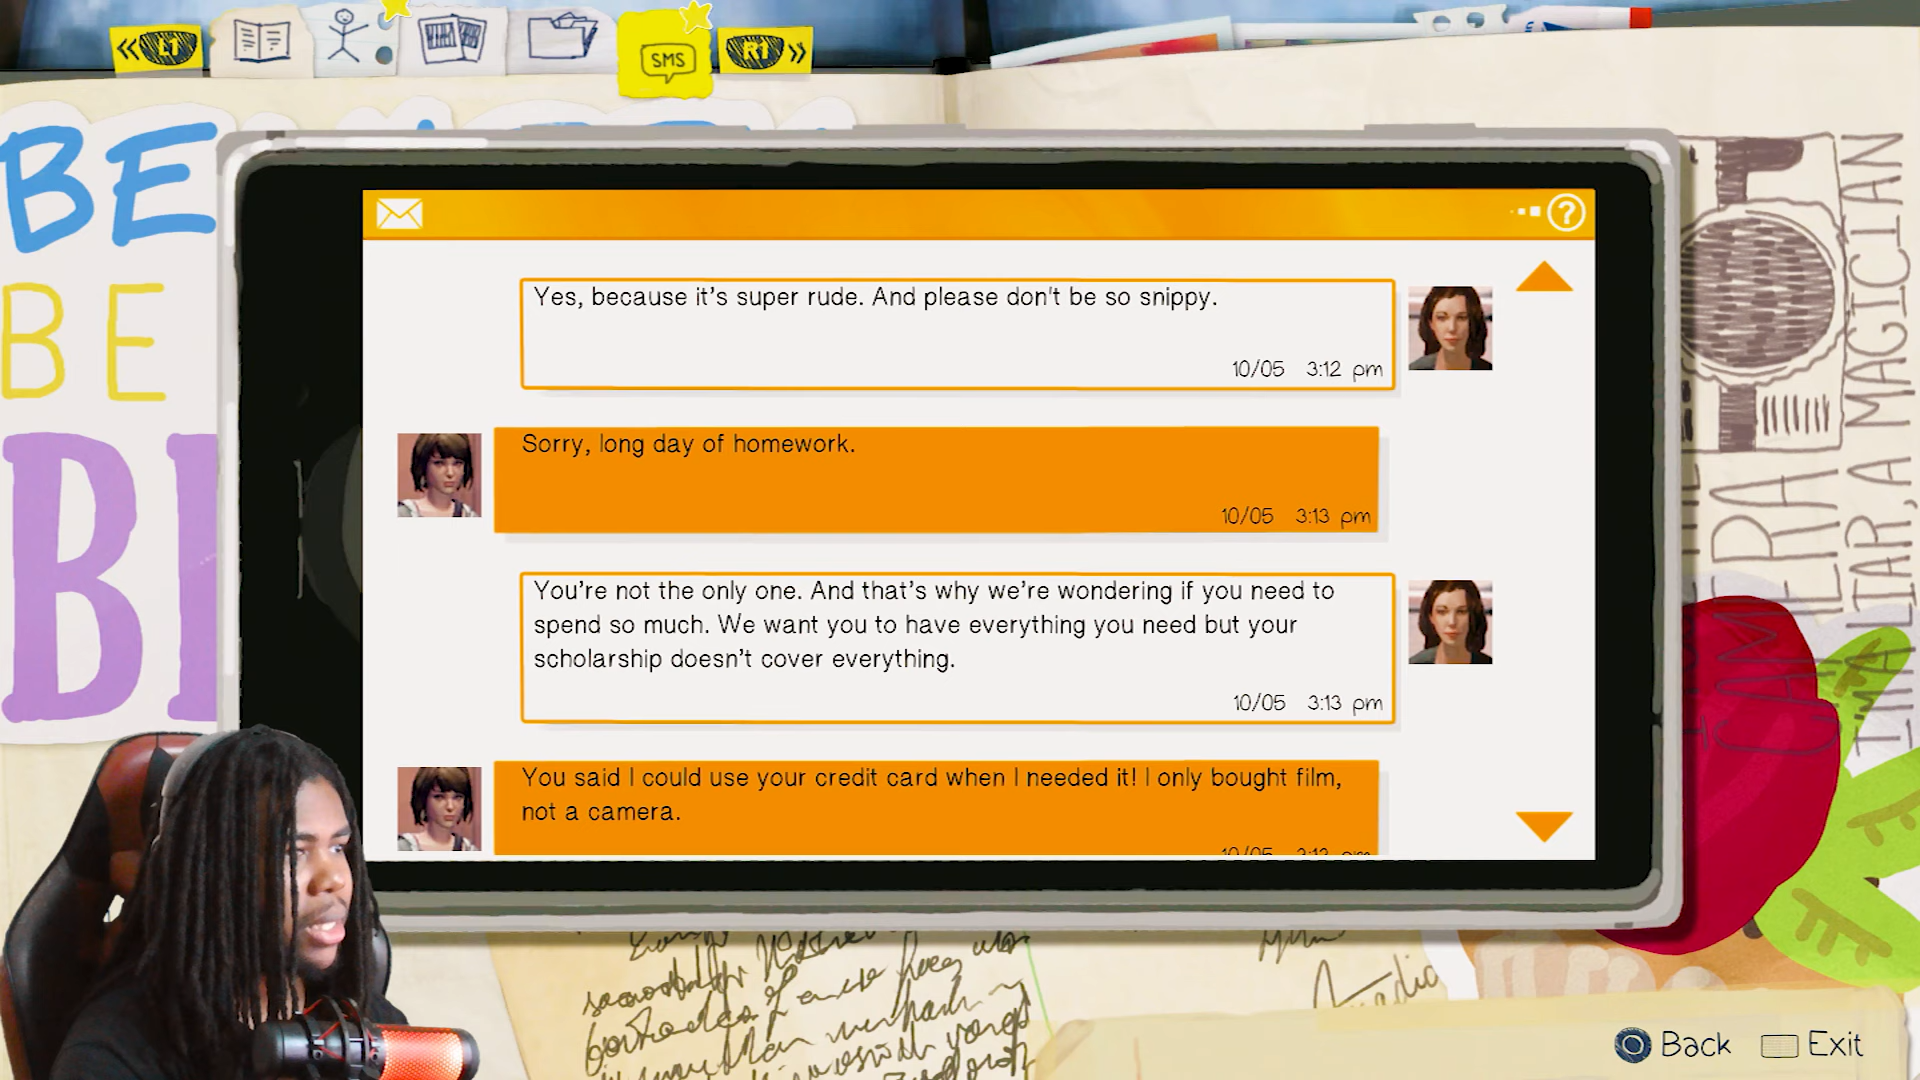 L1
SMS
R1
BE
BE
Yes, because it's super rude. And please don't be so snippy.
10/05 3:12 pm
Sorry, long day of homework.
10/05 3:13 pm
You're not the only one. And that's why we're wondering if you need to
spend so much. We want you to have everything you need but your
scholarship doesn't cover everything.
10/05 3:13 pm
You said I could use your credit card when I needed it! I only bought film,
not a camera.
CAMERA
I'M A LIAR, A MAGICIAN
Back Exit